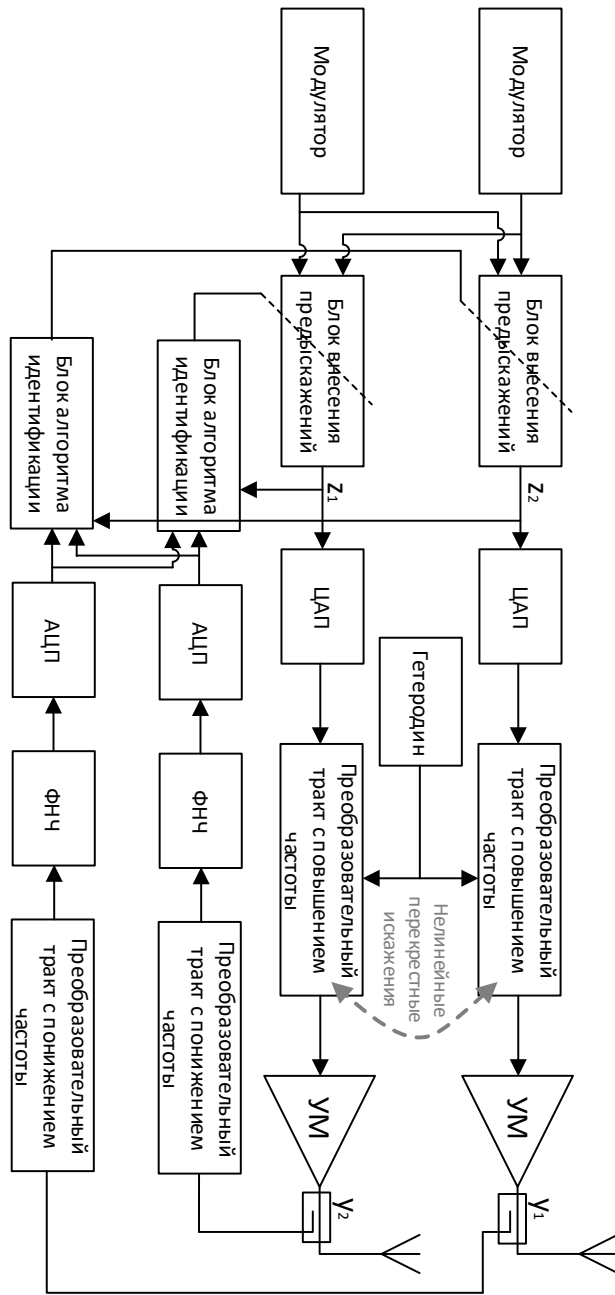 Модулятор
Блок внесения
предыскажений
z₂
ЦАП
Преобразовательный
тракт с повышением
частоты
УМ
y₁
Гетеродин
Нелинейные
перекрестные
искажения
Модулятор
Блок внесения
предыскажений
z₁
ЦАП
Преобразовательный
тракт с повышением
частоты
УМ
y₂
Блок алгоритма
идентификации
АЦП
ФНЧ
Преобразовательный
тракт с понижением
частоты
Блок алгоритма
идентификации
АЦП
ФНЧ
Преобразовательный
тракт с понижением
частоты